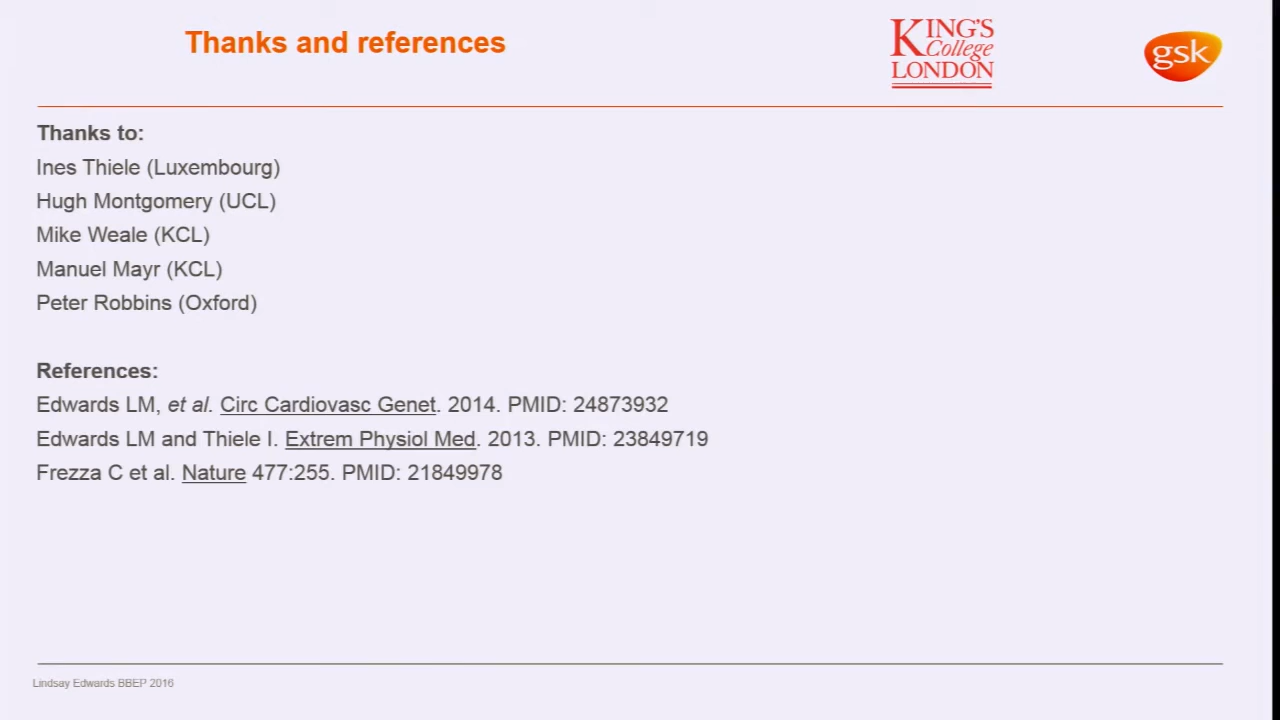 Thanks and references
KING'S
College
LONDON
gsk
Thanks to:
Ines Thiele (Luxembourg)
Hugh Montgomery (UCL)
Mike Weale (KCL)
Manuel Mayr (KCL)
Peter Robbins (Oxford)
References:
Edwards LM, et al. Circ Cardiovasc Genet. 2014. PMID: 24873932
Edwards LM and Thiele I. Extrem Physiol Med. 2013. PMID: 23849719
Frezza C et al. Nature 477:255. PMID: 21849978
Lindsay Edwards BBEP 2016